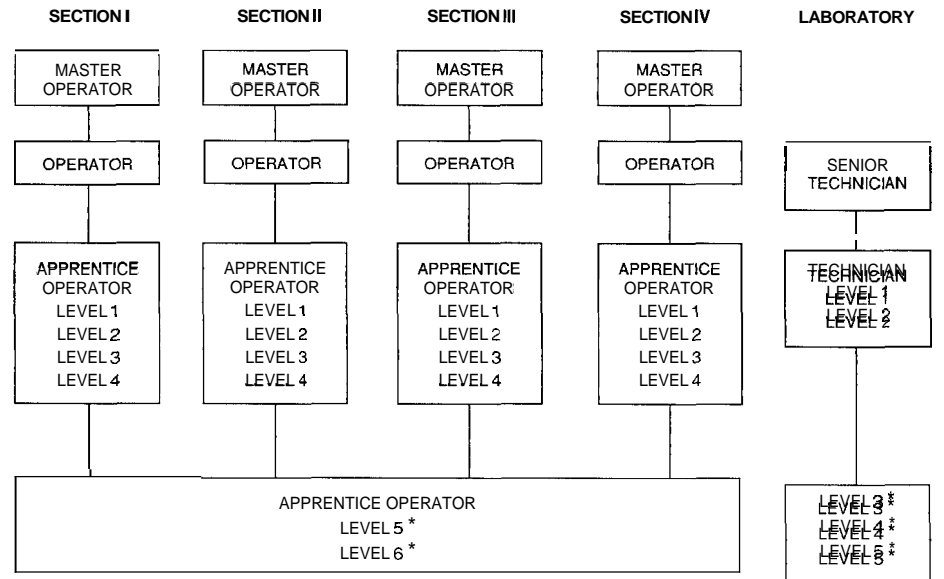 SECTION I
SECTION II
SECTION III
SECTION IV
LABORATORY
MASTER
OPERATOR
MASTER
OPERATOR
MASTER
OPERATOR
MASTER
OPERATOR
OPERATOR
OPERATOR
OPERATOR
OPERATOR
SENIOR
TECHNICIAN
APPRENTICE
OPERATOR
LEVEL 1
LEVEL 2
LEVEL 3
LEVEL 4
APPRENTICE
OPERATOR
LEVEL 1
LEVEL 2
LEVEL 3
LEVEL 4
APPRENTICE
OPERATOR
LEVEL 1
LEVEL 2
LEVEL 3
LEVEL 4
APPRENTICE
OPERATOR
LEVEL 1
LEVEL 2
LEVEL 3
LEVEL 4
TECHNICIAN
LEVEL 1
LEVEL 2
APPRENTICE OPERATOR
LEVEL 5 *
LEVEL 6 *
LEVEL 3 *
LEVEL 4 *
LEVEL 5 *